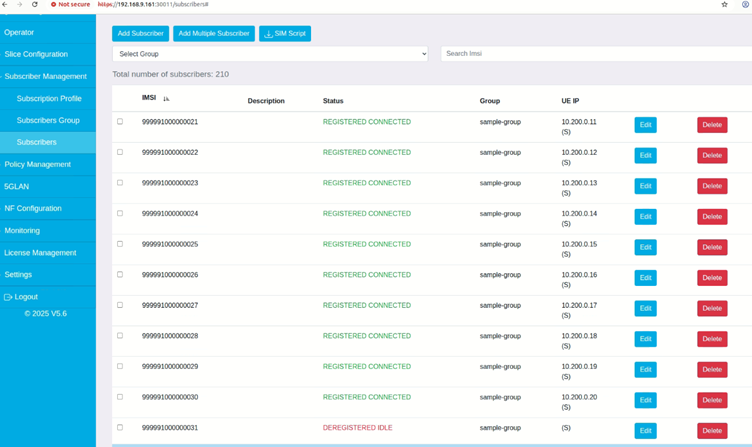 Not secure https://192.168.9.161:30011/subscribers#
Operator
Slice Configuration
Subscriber Management
Subscription Profile
Subscribers Group
Subscribers
Policy Management
5GLAN
NF Configuration
Monitoring
License Management
Settings
Logout
© 2025 V5.6
Add Subscriber Add Multiple Subscriber SIM Script
Select Group Search Imsi
Total number of subscribers: 210
IMSI Description Status Group UE IP
999991000000021 REGISTERED CONNECTED sample-group 10.200.0.11 Edit Delete
(S)
999991000000022 REGISTERED CONNECTED sample-group 10.200.0.12 Edit Delete
(S)
999991000000023 REGISTERED CONNECTED sample-group 10.200.0.13 Edit Delete
(S)
999991000000024 REGISTERED CONNECTED sample-group 10.200.0.14 Edit Delete
(S)
999991000000025 REGISTERED CONNECTED sample-group 10.200.0.15 Edit Delete
(S)
999991000000026 REGISTERED CONNECTED sample-group 10.200.0.16 Edit Delete
(S)
999991000000027 REGISTERED CONNECTED sample-group 10.200.0.17 Edit Delete
(S)
999991000000028 REGISTERED CONNECTED sample-group 10.200.0.18 Edit Delete
(S)
999991000000029 REGISTERED CONNECTED sample-group 10.200.0.19 Edit Delete
(S)
999991000000030 REGISTERED CONNECTED sample-group 10.200.0.20 Edit Delete
(S)
999991000000031 DEREGISTERED IDLE sample-group (S) Edit Delete